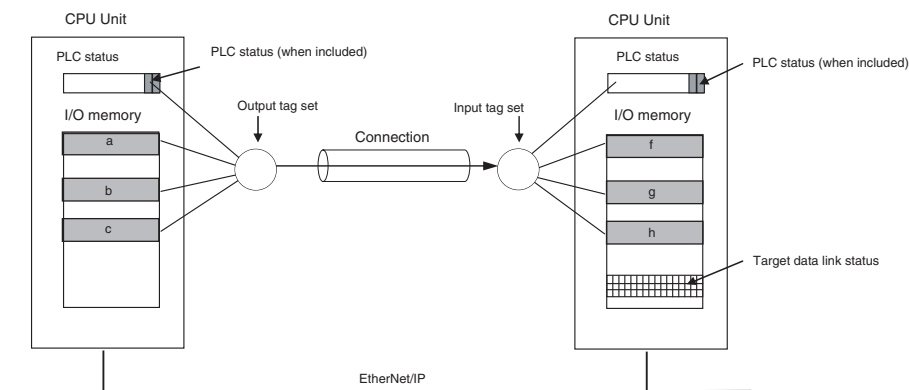 CPU Unit
CPU Unit
PLC status
PLC status (when included)
PLC status
PLC status (when included)
Output tag set
Input tag set
I/O memory
I/O memory
Connection
a
f
b
g
c
h
Target data link status
EtherNet/IP